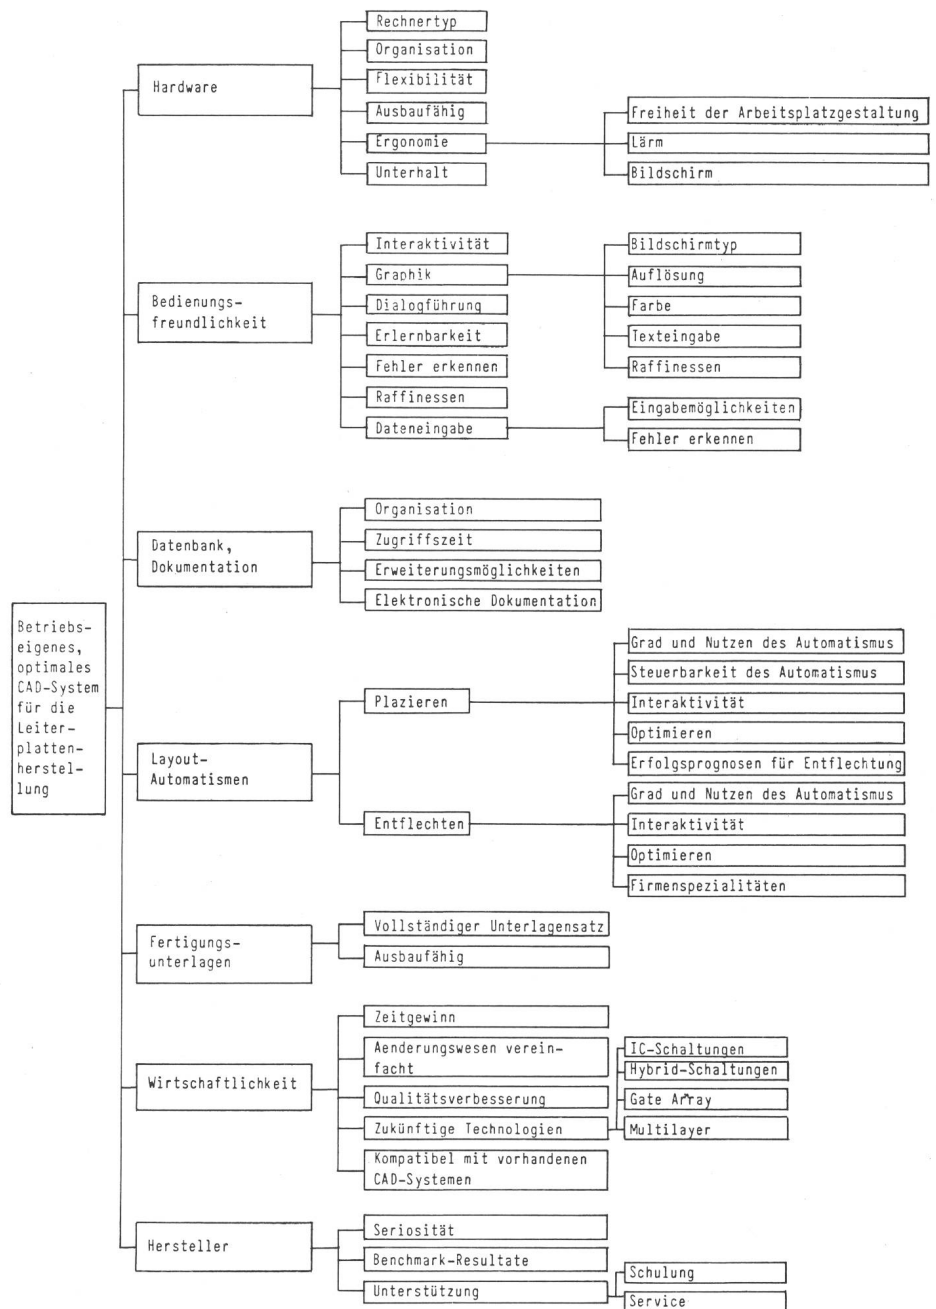 Betriebs-
eigenes,
optimales
CAD-System
für die
Leiter-
platten-
herstel-
lung
Hardware
Rechnertyp
Organisation
Flexibilität
Ausbaufähig
Ergonomie
Freiheit der Arbeitsplatzgestaltung
Lärm
Bildschirm
Unterhalt
Bedienungs-
freundlichkeit
Interaktivität
Graphik
Bildschirmtyp
Auflösung
Farbe
Texteingabe
Raffinessen
Dialogführung
Erlernbarkeit
Fehler erkennen
Raffinessen
Dateneingabe
Eingabemöglichkeiten
Fehler erkennen
Datenbank,
Dokumentation
Organisation
Zugriffszeit
Erweiterungsmöglichkeiten
Elektronische Dokumentation
Layout-
Automatismen
Plazieren
Grad und Nutzen des Automatismus
Steuerbarkeit des Automatismus
Interaktivität
Optimieren
Erfolgsprognosen für Entflechtung
Entflechten
Grad und Nutzen des Automatismus
Interaktivität
Optimieren
Firmenspezialitäten
Fertigungs-
unterlagen
Vollständiger Unterlagensatz
Ausbaufähig
Wirtschaftlichkeit
Zeitgewinn
Aenderungswesen verein-
facht
Qualitätsverbesserung
Zukünftige Technologien
IC-Schaltungen
Hybrid-Schaltungen
Gate Array
Multilayer
Kompatibel mit vorhandenen
CAD-Systemen
Hersteller
Seriosität
Benchmark-Resultate
Unterstützung
Schulung
Service